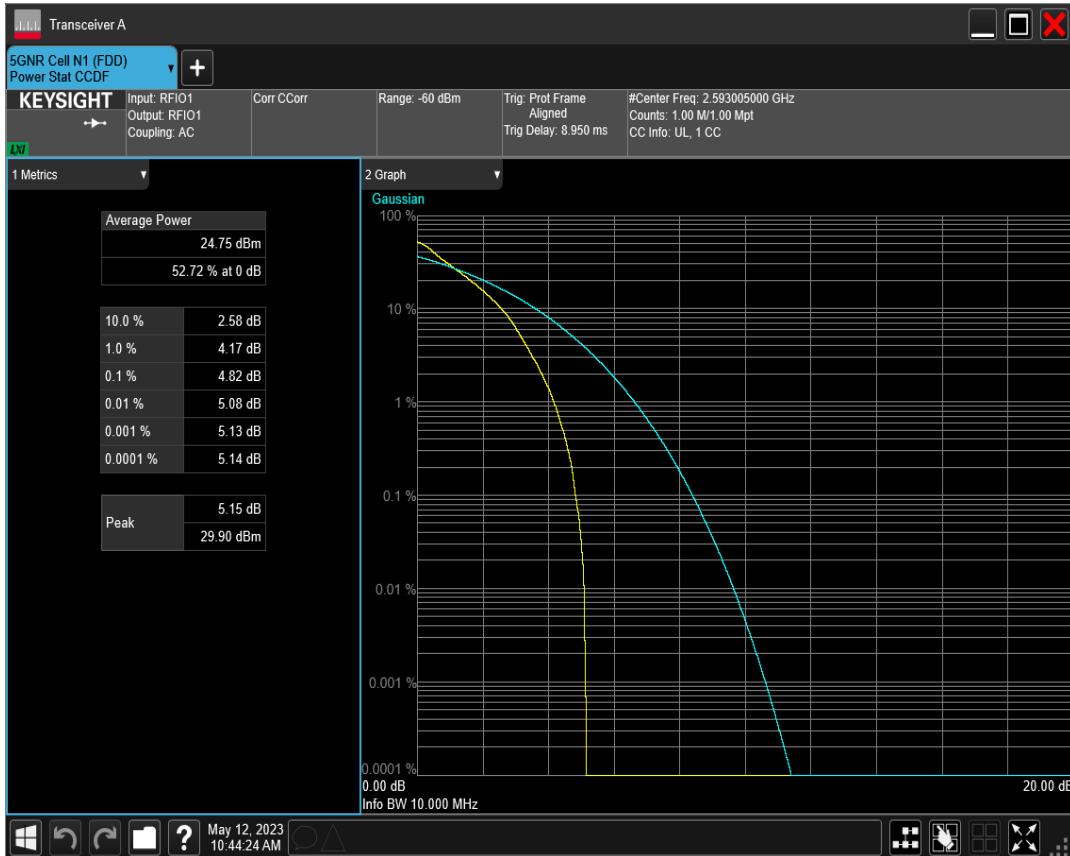 Transceiver A
5GNR Cell N1 (FDD)
Power Stat CCDF
+
KEYSIGHT
LXI
Input: RFIO1
Output: RFIO1
Coupling: AC
Corr CCorr
Range: -60 dBm
Trig: Prot Frame
Aligned
Trig Delay: 8.950 ms
#Center Freq: 2.593005000 GHz
Counts: 1.00 M/1.00 Mpt
CC Info: UL, 1 CC
1 Metrics
Average Power
24.75 dBm
52.72 % at 0 dB
10.0 % 2.58 dB
1.0 % 4.17 dB
0.1 % 4.82 dB
0.01 % 5.08 dB
0.001 % 5.13 dB
0.0001 % 5.14 dB
Peak 5.15 dB
29.90 dBm
2 Graph
Gaussian
100 %
10 %
1 %
0.1 %
0.01 %
0.001 %
0.0001 %
0.00 dB 20.00 dB
Info BW 10.000 MHz
?
May 12, 2023
10:44:24 AM